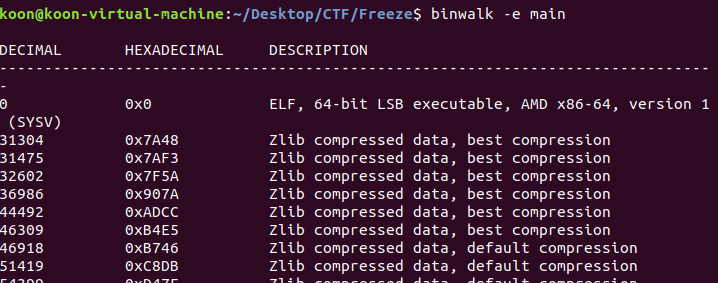 koon@koon-virtual-machine:~/Desktop/CTF/Freeze$ binwalk -e main
DECIMAL HEXADECIMAL DESCRIPTION
--------------------------------------------------------------------------------
-
0 0x0 ELF, 64-bit LSB executable, AMD x86-64, version 1
(SYSV)
31304 0x7A48 Zlib compressed data, best compression
31475 0x7AF3 Zlib compressed data, best compression
32602 0x7F5A Zlib compressed data, best compression
36986 0x907A Zlib compressed data, best compression
44492 0xADCC Zlib compressed data, best compression
46309 0xB4E5 Zlib compressed data, best compression
46918 0xB746 Zlib compressed data, default compression
51419 0xC8DB Zlib compressed data, default compression
Zlib compressed data, default compression